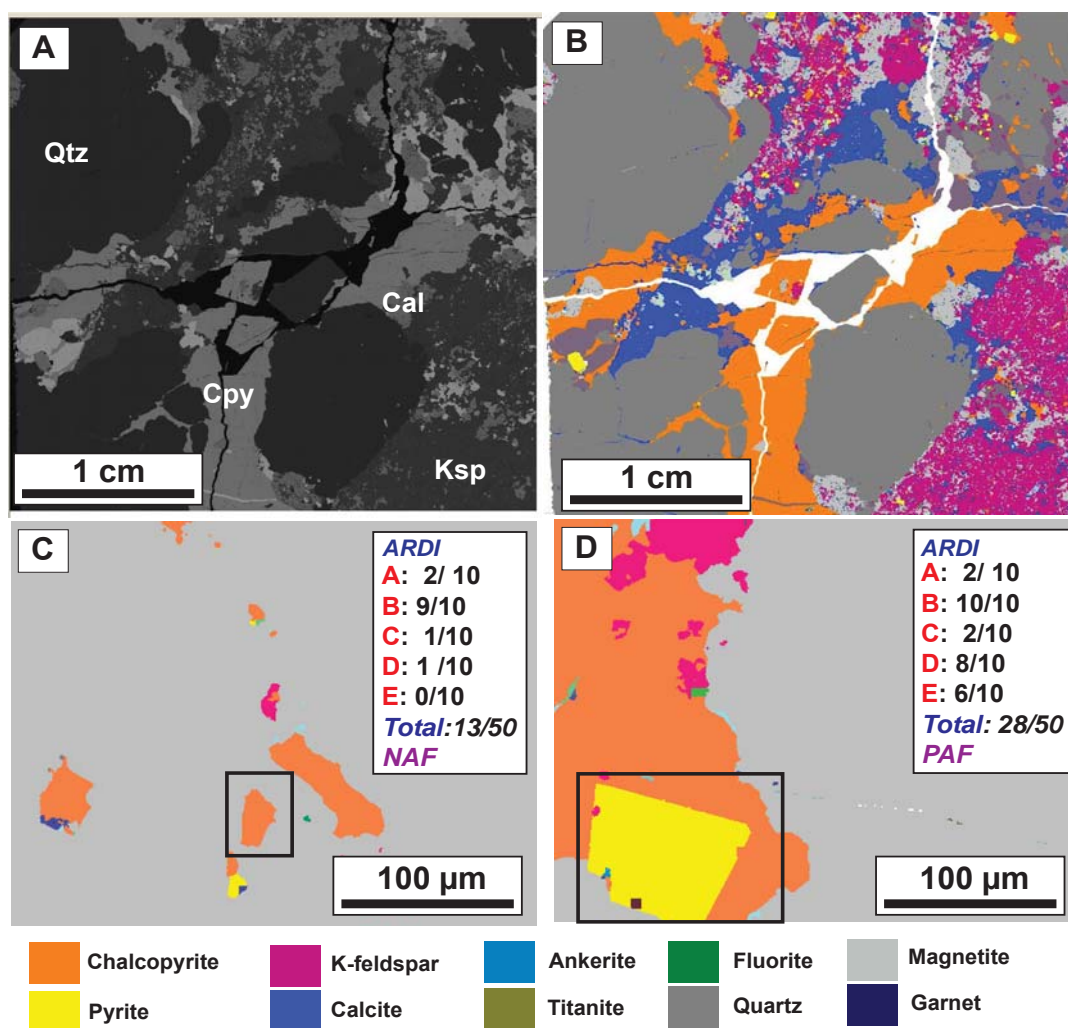 A
Qtz
Cal
Cpy
Ksp
1 cm
B
1 cm
C
ARDI
A: 2/ 10
B: 9/10
C: 1/10
D: 1 /10
E: 0/10
Total:13/50
NAF
100 µm
D
ARDI
A: 2/ 10
B: 10/10
C: 2/10
D: 8/10
E: 6/10
Total: 28/50
PAF
100 µm
Chalcopyrite K-feldspar Ankerite Fluorite Magnetite
Pyrite Calcite Titanite Quartz Garnet